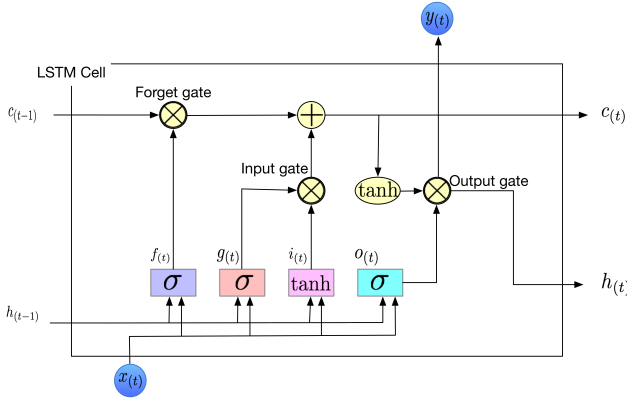 y(t)
LSTM Cell
Forget gate
c(t-1)
c(t)
Input gate
tanh
Output gate
f(t)
g(t)
i(t)
o(t)
σ
σ
tanh
σ
h(t)
h(t-1)
x(t)